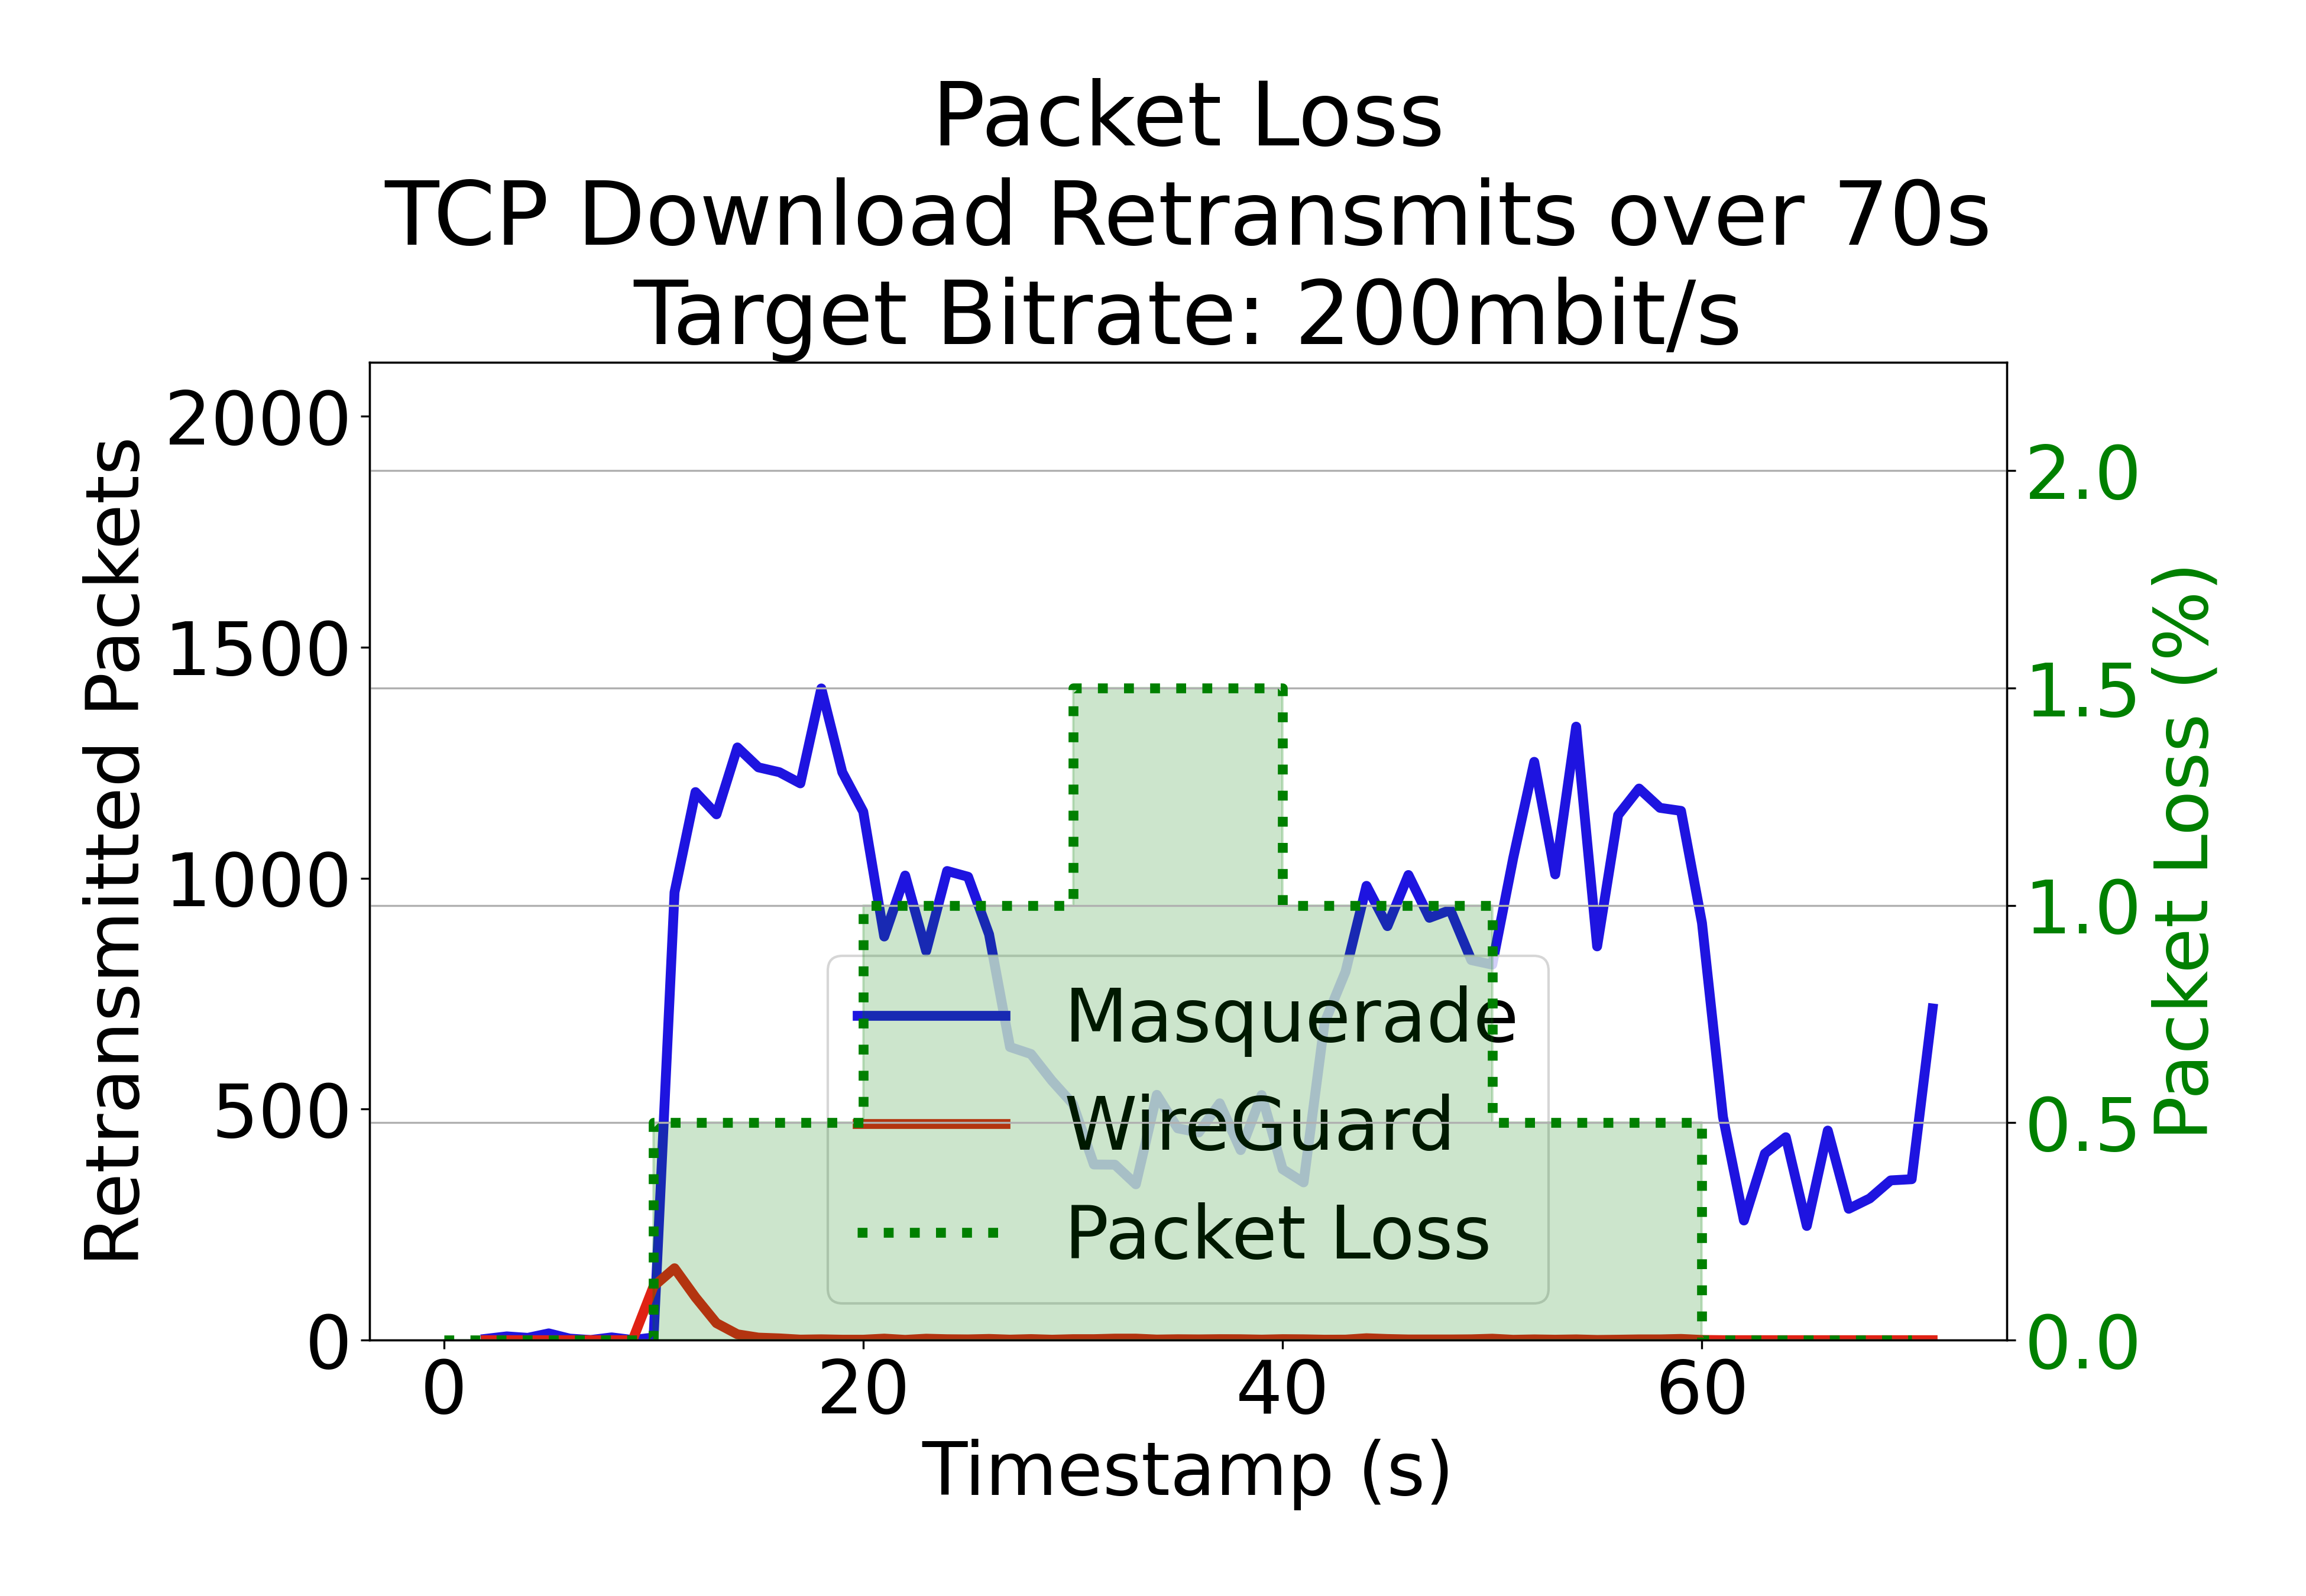 Packet Loss
TCP Download Retransmits over 70s
Target Bitrate: 200mbit/s
Retransmitted Packets
2000
1500
1000
500
0
2.0
1.5
1.0
0.5
0.0
Packet Loss (%)
Masquerade
WireGuard
Packet Loss
0 20 40 60
Timestamp (s)